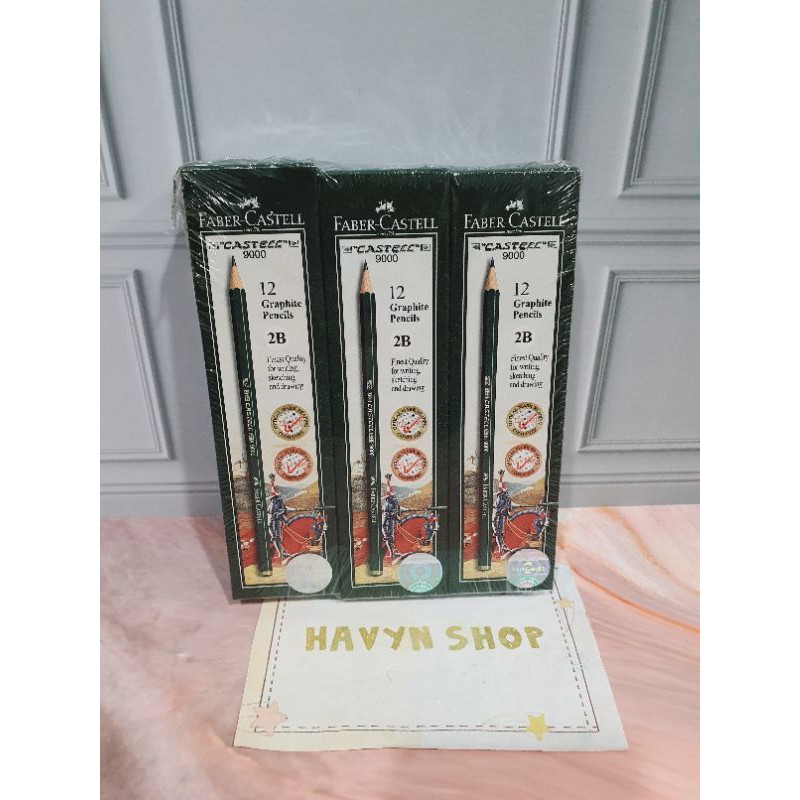 FABER-CASTELL
CASTELL
9000
12
Graphite
Pencils
2B
Finest Quality
for writing,
sketching
and drawing
FABER-CASTELL
CASTELL
9000
12
Graphite
Pencils
2B
Finest Quality
for writing,
sketching
and drawing
FABER-CASTELL
CASTELL
9000
12
Graphite
Pencils
2B
Finest Quality
for writing,
sketching
and drawing
HAVYN SHOP